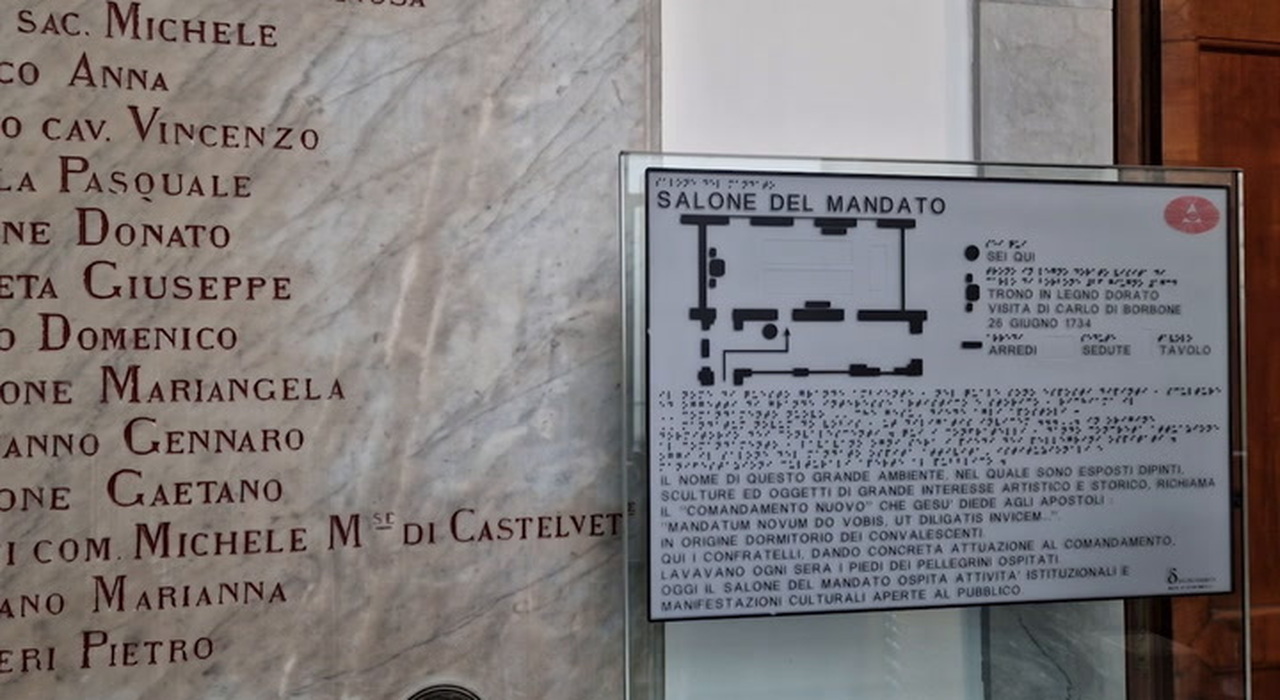 SAC. MICHELE
CO ANNA
O CAV. VINCENZO
LA PASQUALE
NE DONATO
ETA GIUSEPPE
O DOMENICO
ONE MARIANGELA
ANNO GENNARO
ONE GAETANO
I COM. MICHELE MSE DI CASTELVET
ANO MARIANNA
ERI PIETRO
SALONE DEL MANDATO
SEI QUI
TRONO IN LEGNO DORATO
VISITA DI CARLO DI BORBONE
26 GIUGNO 1734
ARREDI SEDUTE TAVOLO
IL NOME DI QUESTO GRANDE AMBIENTE, NEL QUALE SONO ESPOSTI DIPINTI,
SCULTURE ED OGGETTI DI GRANDE INTERESSE ARTISTICO E STORICO, RICHIAMA
IL "COMANDAMENTO NUOVO" CHE GESU' DIEDE AGLI APOSTOLI :
"MANDATUM NOVUM DO VOBIS, UT DILIGATIS INVICEM...".
IN ORIGINE DORMITORIO DEI CONVALESCENTI.
QUI I CONFRATELLI, DANDO CONCRETA ATTUAZIONE AL COMANDAMENTO,
LAVAVANO OGNI SERA I PIEDI DEI PELLEGRINI OSPITATI.
OGGI IL SALONE DEL MANDATO OSPITA ATTIVITA' ISTITUZIONALI E
MANIFESTAZIONI CULTURALI APERTE AL PUBBLICO